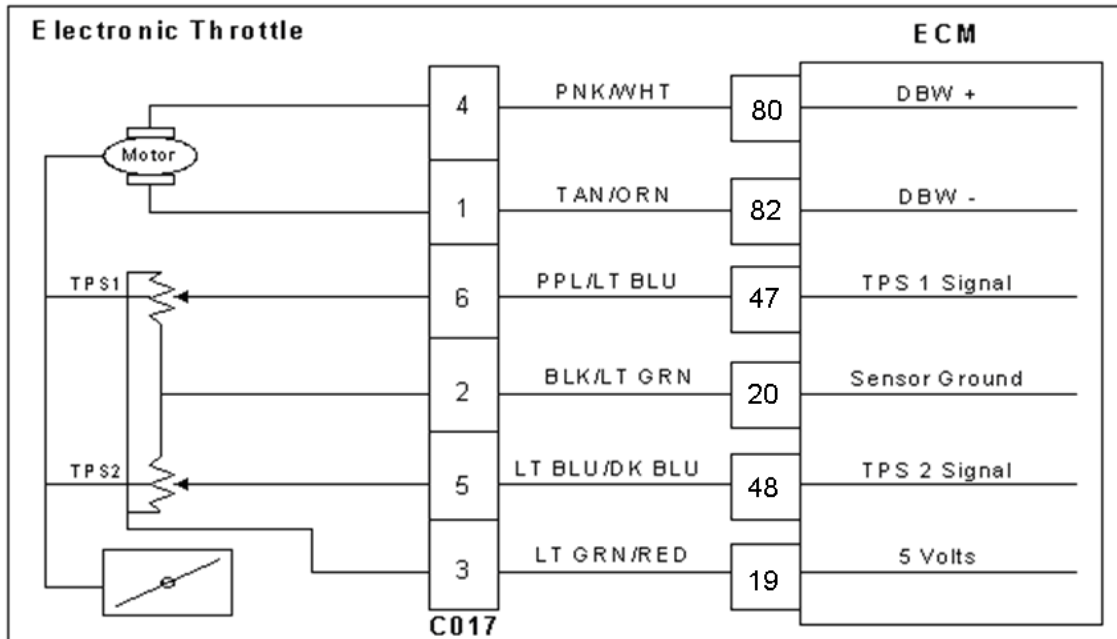 Electronic Throttle
ECM
4 PNK/WHT 80 DBW +
Motor
1 TAN/ORN 82 DBW -
TPS1 6 PPL/LT BLU 47 TPS 1 Signal
2 BLK/LT GRN 20 Sensor Ground
TPS2 5 LT BLU/DK BLU 48 TPS 2 Signal
3 LT GRN/RED 19 5 Volts
C017